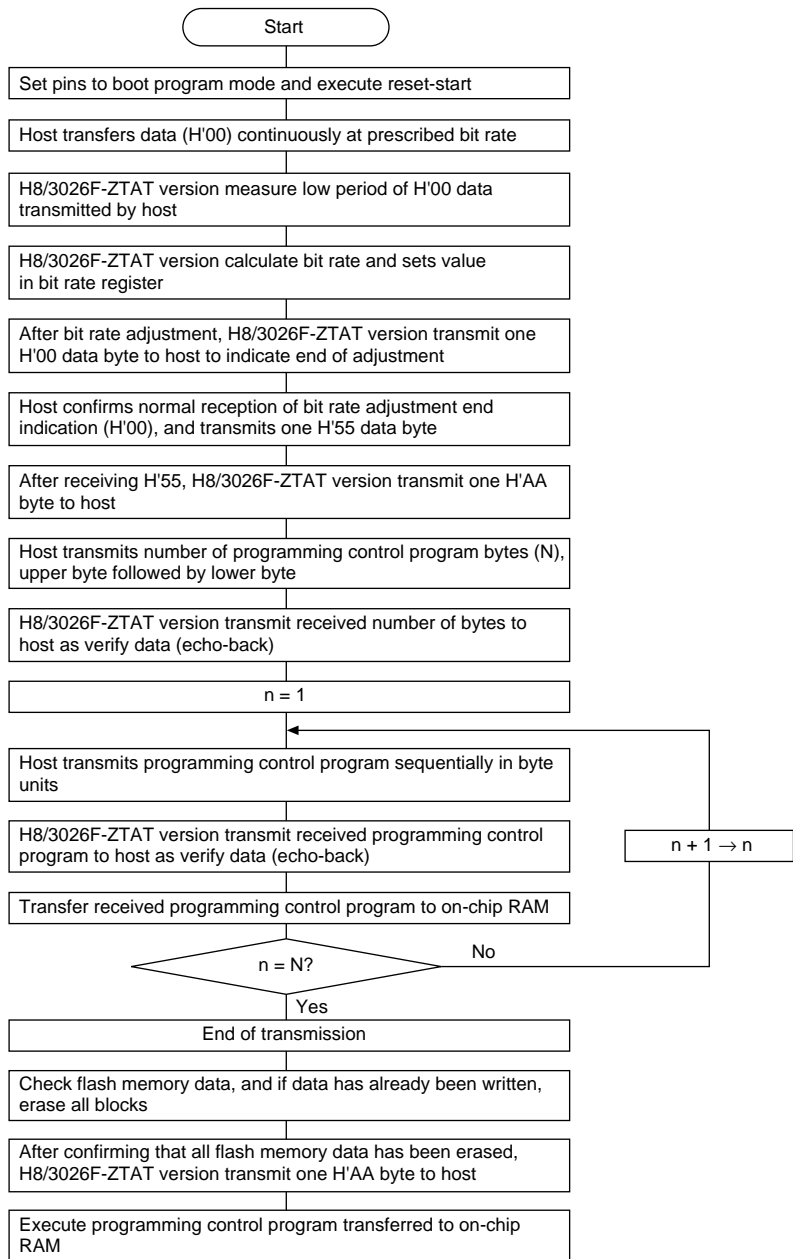 Start
Set pins to boot program mode and execute reset-start
Host transfers data (H'00) continuously at prescribed bit rate
H8/3026F-ZTAT version measure low period of H'00 data
transmitted by host
H8/3026F-ZTAT version calculate bit rate and sets value
in bit rate register
After bit rate adjustment, H8/3026F-ZTAT version transmit one
H'00 data byte to host to indicate end of adjustment
Host confirms normal reception of bit rate adjustment end
indication (H'00), and transmits one H'55 data byte
After receiving H'55, H8/3026F-ZTAT version transmit one H'AA
byte to host
Host transmits number of programming control program bytes (N),
upper byte followed by lower byte
H8/3026F-ZTAT version transmit received number of bytes to
host as verify data (echo-back)
n = 1
Host transmits programming control program sequentially in byte
units
H8/3026F-ZTAT version transmit received programming control
program to host as verify data (echo-back)
n + 1 → n
Transfer received programming control program to on-chip RAM
n = N?
No
Yes
End of transmission
Check flash memory data, and if data has already been written,
erase all blocks
After confirming that all flash memory data has been erased,
H8/3026F-ZTAT version transmit one H'AA byte to host
Execute programming control program transferred to on-chip
RAM